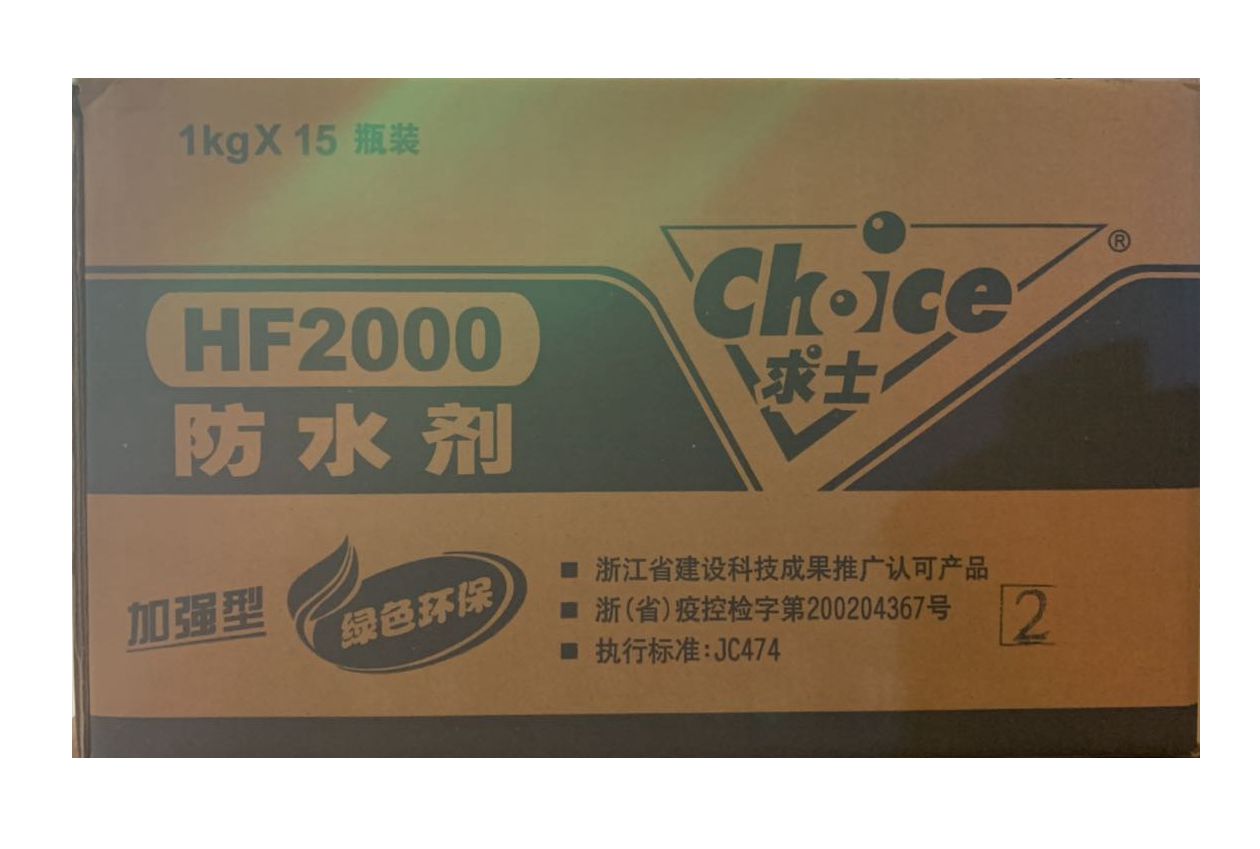 1kgX 15 瓶装
Choice®
求士
HF2000
防水剂
加强型
绿色环保
■ 浙江省建设科技成果推广认可产品
■ 浙(省)疫控检字第200204367号
■ 执行标准:JC474
2